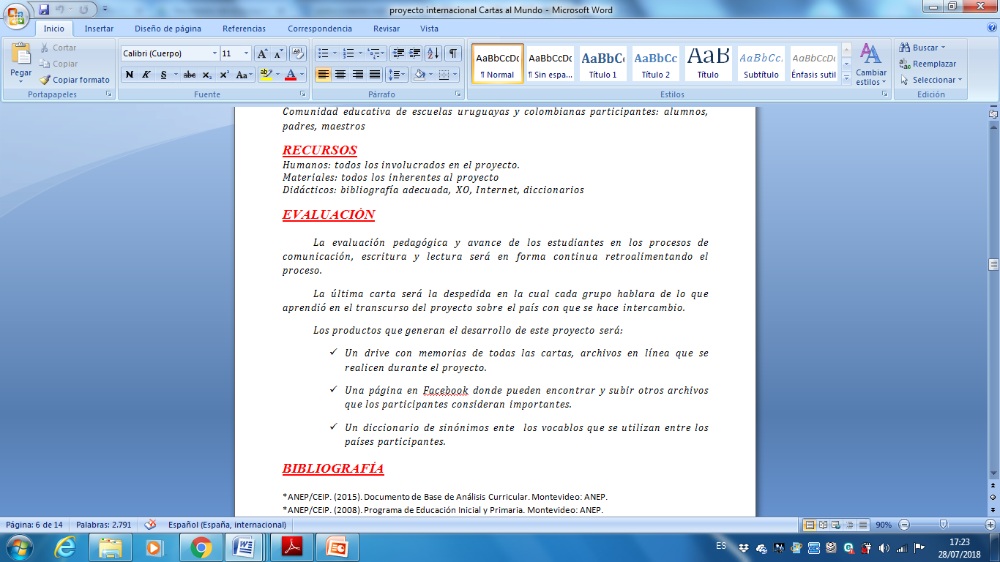 proyecto internacional Cartas al Mundo - Microsoft Word
Inicio Insertar Diseño de página Referencias Correspondencia Revisar Vista
Pegar
Cortar
Copiar
Copiar formato
Portapapeles
Calibri (Cuerpo) 11
N K S abc x₂ x² Aa
Fuente
Párrafo
AaBbCcDc AaBbCcDc AaBbCc AaBbCc AaB AaBbCc. AaBbCcDc
¶ Normal ¶ Sin espa... Título 1 Título 2 Título Subtítulo Énfasis sutil
Cambiar estilos
Estilos
Buscar
Reemplazar
Seleccionar
Edición
Comunidad educativa de escuelas uruguayas y colombianas participantes: alumnos,
padres, maestros
RECURSOS
Humanos: todos los involucrados en el proyecto.
Materiales: todos los inherentes al proyecto
Didácticos: bibliografía adecuada, XO, Internet, diccionarios
EVALUACIÓN
La evaluación pedagógica y avance de los estudiantes en los procesos de
comunicación, escritura y lectura será en forma continua retroalimentando el
proceso.
La última carta será la despedida en la cual cada grupo hablara de lo que
aprendió en el transcurso del proyecto sobre el país con que se hace intercambio.
Los productos que generan el desarrollo de este proyecto será:
✓ Un drive con memorias de todas las cartas, archivos en línea que se
realicen durante el proyecto.
✓ Una página en Facebook donde pueden encontrar y subir otros archivos
que los participantes consideran importantes.
✓ Un diccionario de sinónimos ente los vocablos que se utilizan entre los
países participantes.
BIBLIOGRAFÍA
*ANEP/CEIP. (2015). Documento de Base de Análisis Curricular. Montevideo: ANEP.
*ANEP/CEIP. (2008). Programa de Educación Inicial y Primaria. Montevideo: ANEP.
Página: 6 de 14 Palabras: 2.791 Español (España, internacional) 90%
ES 17:23
28/07/2018